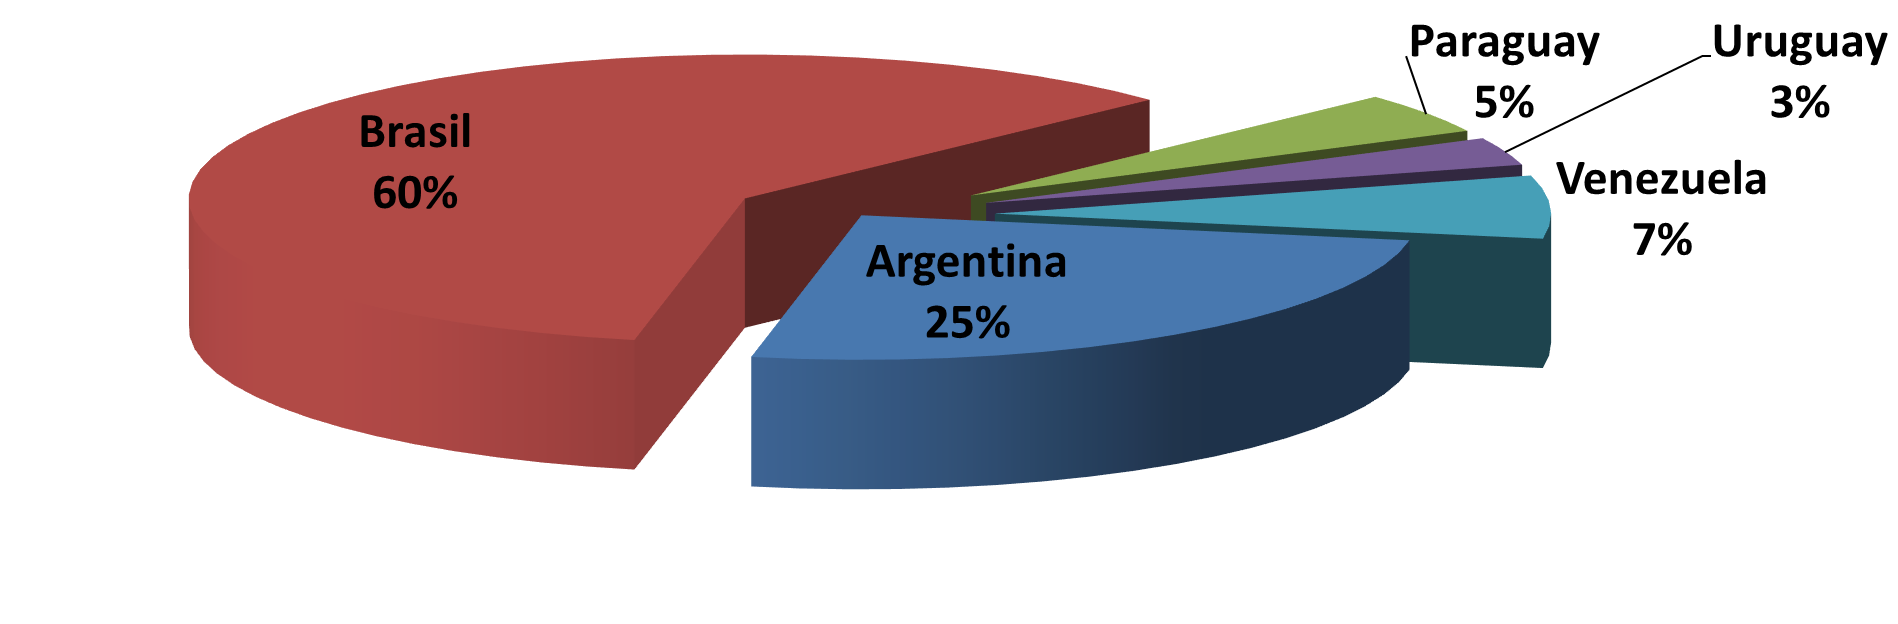 Brasil
60%
Argentina
25%
Paraguay
5%
Uruguay
3%
Venezuela
7%